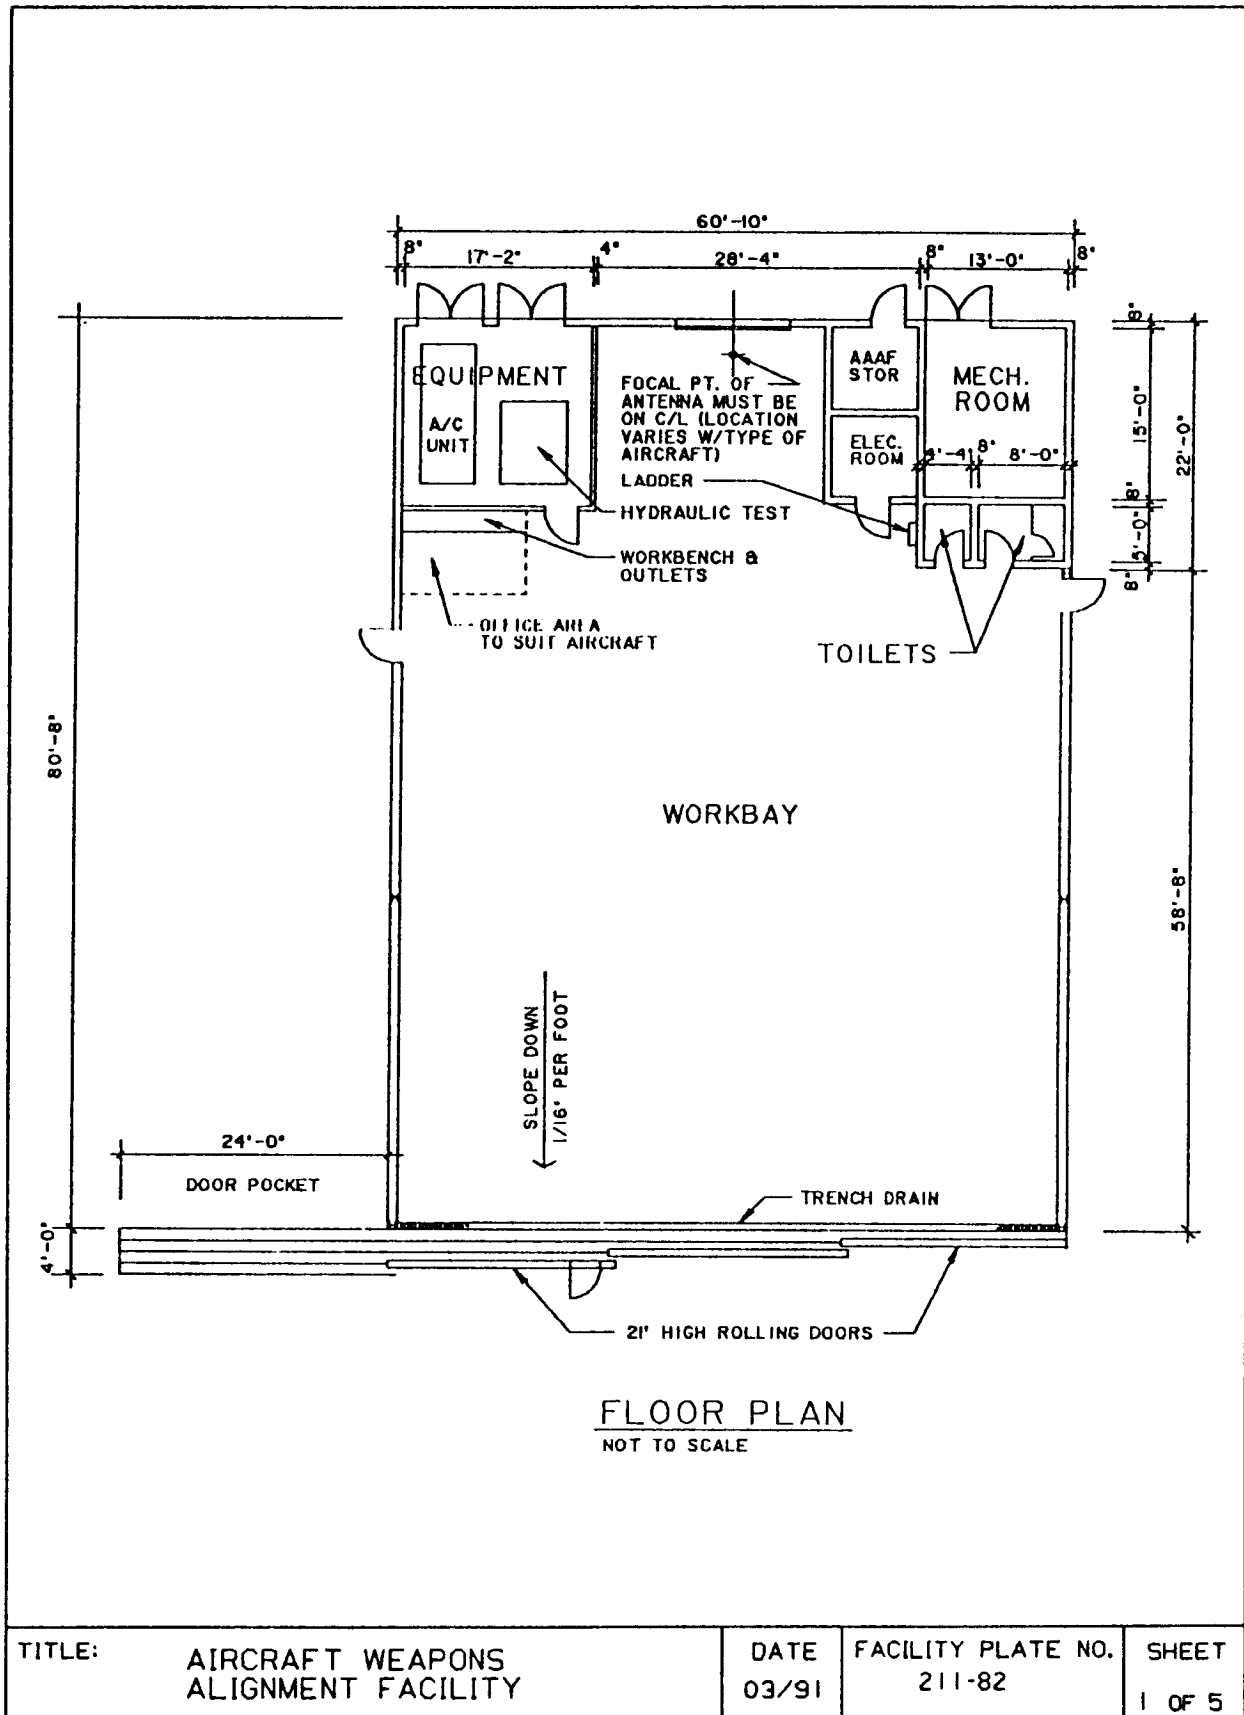 60'-10"
8" 17'-2" 4" 28'-4" 8" 13'-0" 8"
8"
EQUIPMENT
A/C
UNIT
FOCAL PT. OF
ANTENNA MUST BE
ON C/L (LOCATION
VARIES W/TYPE OF
AIRCRAFT)
LADDER
HYDRAULIC TEST
WORKBENCH &
OUTLETS
OFFICE AREA
TO SUIT AIRCRAFT
AAAF
STOR
ELEC.
ROOM
MECH.
ROOM
4'-4" 8" 8'-0"
15'-0"
22'-0"
8"
5'-0"
8"
TOILETS
80'-8"
WORKBAY
58'-8"
SLOPE DOWN
1/16" PER FOOT
24'-0"
DOOR POCKET
TRENCH DRAIN
4'-0"
21' HIGH ROLLING DOORS
FLOOR PLAN
NOT TO SCALE
TITLE: AIRCRAFT WEAPONS
ALIGNMENT FACILITY
DATE
03/91
FACILITY PLATE NO.
211-82
SHEET
1 OF 5